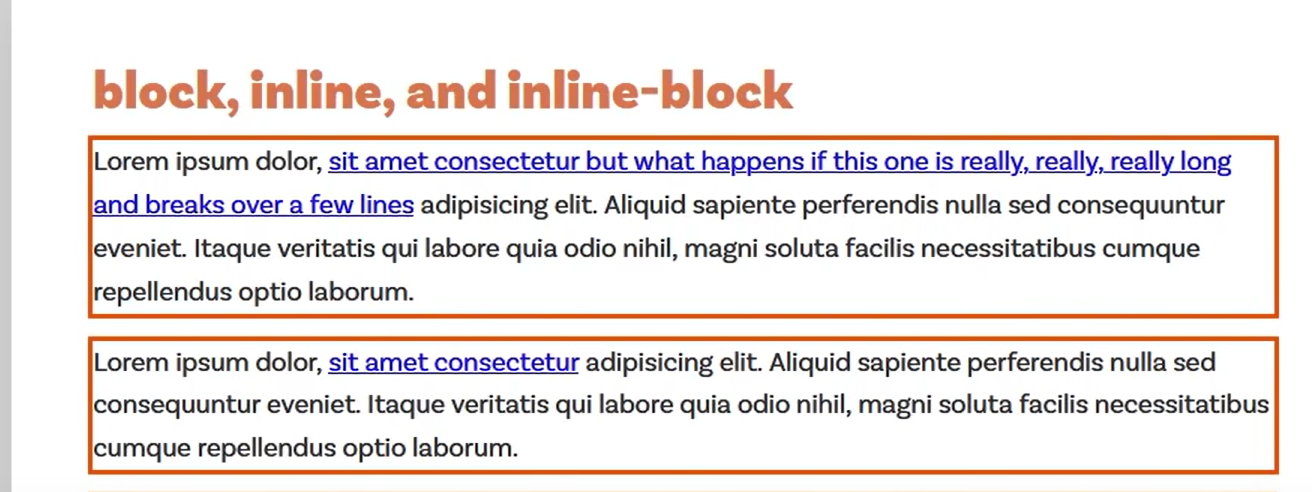 block, inline, and inline-block
Lorem ipsum dolor, sit amet consectetur but what happens if this one is really, really, really long
and breaks over a few lines adipisicing elit. Aliquid sapiente perferendis nulla sed consequuntur
eveniet. Itaque veritatis qui labore quia odio nihil, magni soluta facilis necessitatibus cumque
repellendus optio laborum.
Lorem ipsum dolor, sit amet consectetur adipisicing elit. Aliquid sapiente perferendis nulla sed
consequuntur eveniet. Itaque veritatis qui labore quia odio nihil, magni soluta facilis necessitatibus
cumque repellendus optio laborum.